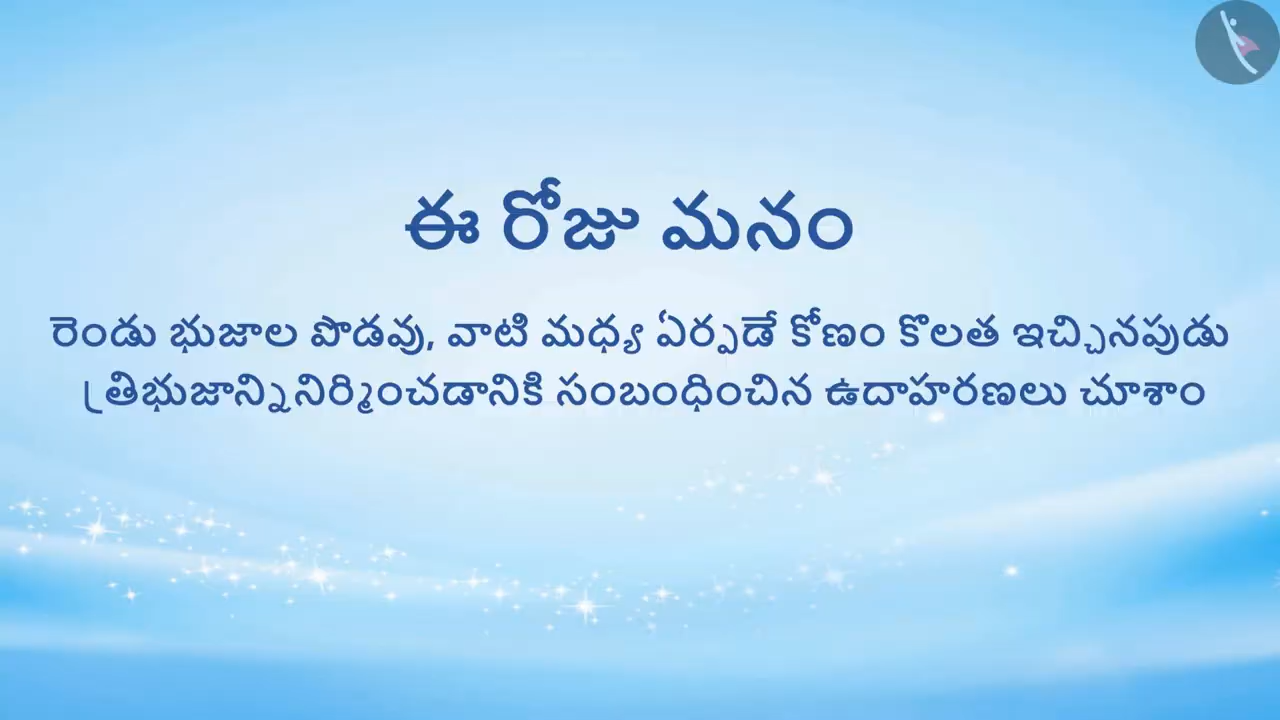 ఈ రోజు మనం
రెండు భుజాల పొడవు, వాటి మధ్య ఏర్పడే కోణం కొలత ఇచ్చినపుడు
త్రిభుజాన్నినిర్మించడానికి సంబంధించిన ఉదాహరణలు చూశాం